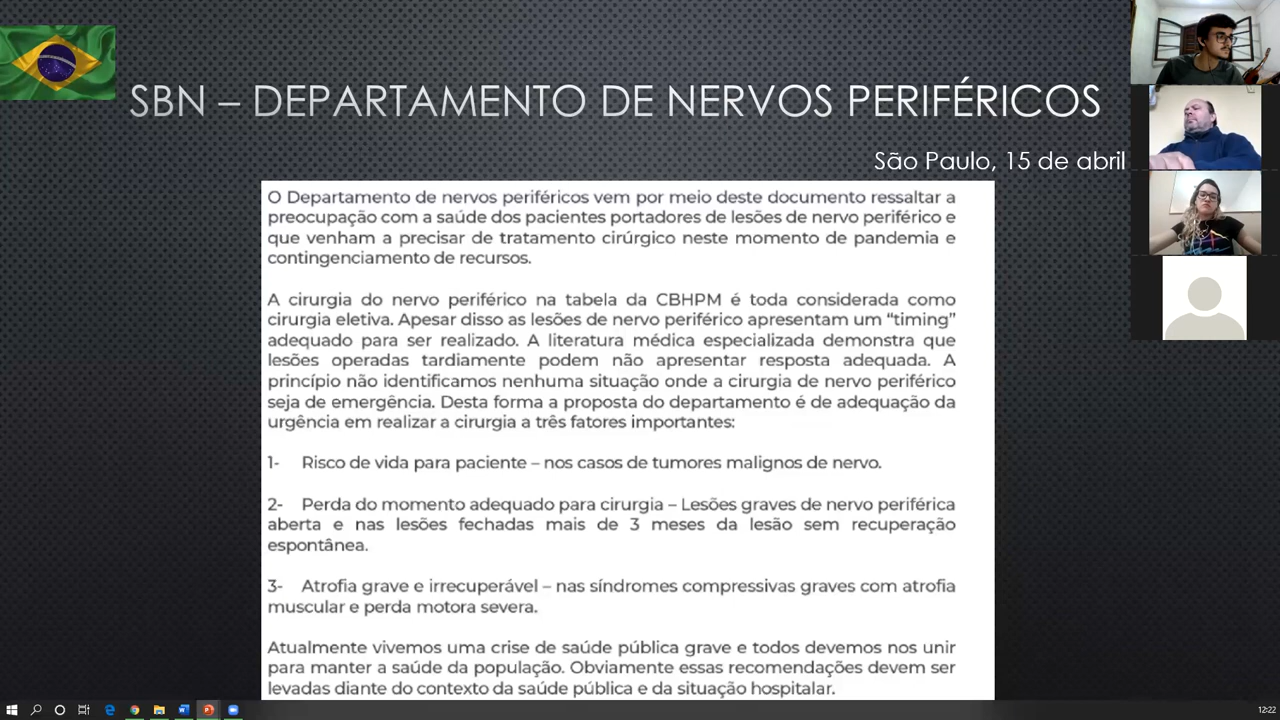 SBN – DEPARTAMENTO DE NERVOS PERIFÉRICOS
São Paulo, 15 de abril
O Departamento de nervos periféricos vem por meio deste documento ressaltar a
preocupação com a saúde dos pacientes portadores de lesões de nervo periférico e
que venham a precisar de tratamento cirúrgico neste momento de pandemia e
contingenciamento de recursos.
A cirurgia do nervo periférico na tabela da CBHPM é toda considerada como
cirurgia eletiva. Apesar disso as lesões de nervo periférico apresentam um “timing”
adequado para ser realizado. A literatura médica especializada demonstra que
lesões operadas tardiamente podem não apresentar resposta adequada. A
princípio não identificamos nenhuma situação onde a cirurgia de nervo periférico
seja de emergência. Desta forma a proposta do departamento é de adequação da
urgência em realizar a cirurgia a três fatores importantes:
1- Risco de vida para paciente – nos casos de tumores malignos de nervo.
2- Perda do momento adequado para cirurgia – Lesões graves de nervo periférica
aberta e nas lesões fechadas mais de 3 meses da lesão sem recuperação
espontânea.
3- Atrofia grave e irrecuperável – nas síndromes compressivas graves com atrofia
muscular e perda motora severa.
Atualmente vivemos uma crise de saúde pública grave e todos devemos nos unir
para manter a saúde da população. Obviamente essas recomendações devem ser
levadas diante do contexto da saúde pública e da situação hospitalar.
12:22